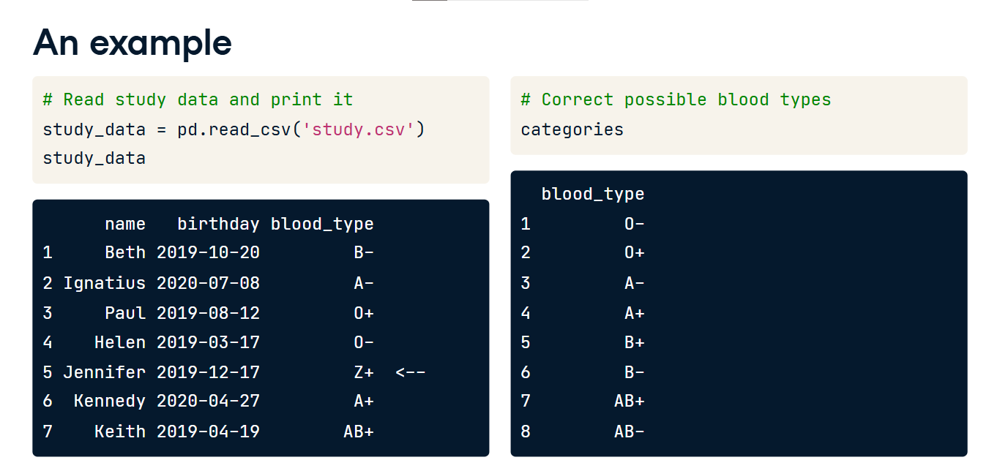 An example
# Read study data and print it
study_data = pd.read_csv('study.csv')
study_data
name birthday blood_type
1 Beth 2019-10-20 B-
2 Ignatius 2020-07-08 A-
3 Paul 2019-08-12 O+
4 Helen 2019-03-17 O-
5 Jennifer 2019-12-17 Z+ <--
6 Kennedy 2020-04-27 A+
7 Keith 2019-04-19 AB+
# Correct possible blood types
categories
blood_type
1 O-
2 O+
3 A-
4 A+
5 B+
6 B-
7 AB+
8 AB-